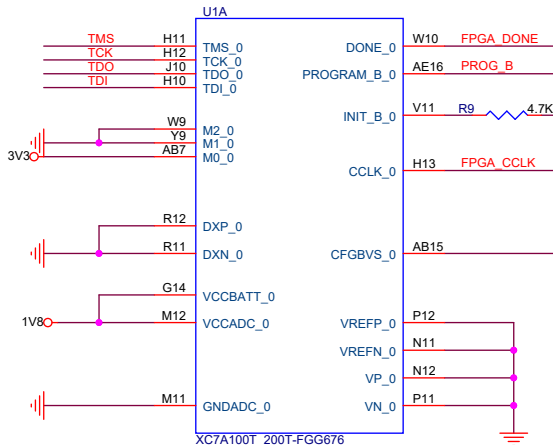 U1A
TMS H11 TMS_0 DONE_0 W10 FPGA_DONE
TCK H12 TCK_0
TDO J10 TDO_0 PROGRAM_B_0 AE16 PROG_B
TDI H10 TDI_0
INIT_B_0 V11 R9 4.7K
W9 M2_0
Y9 M1_0
3V3 AB7 M0_0
CCLK_0 H13 FPGA_CCLK
R12 DXP_0
R11 DXN_0 CFGBVS_0 AB15
G14 VCCBATT_0
1V8 M12 VCCADC_0 VREFP_0 P12
VREFN_0 N11
VP_0 N12
M11 GNDADC_0 VN_0 P11
XC7A100T_200T-FGG676